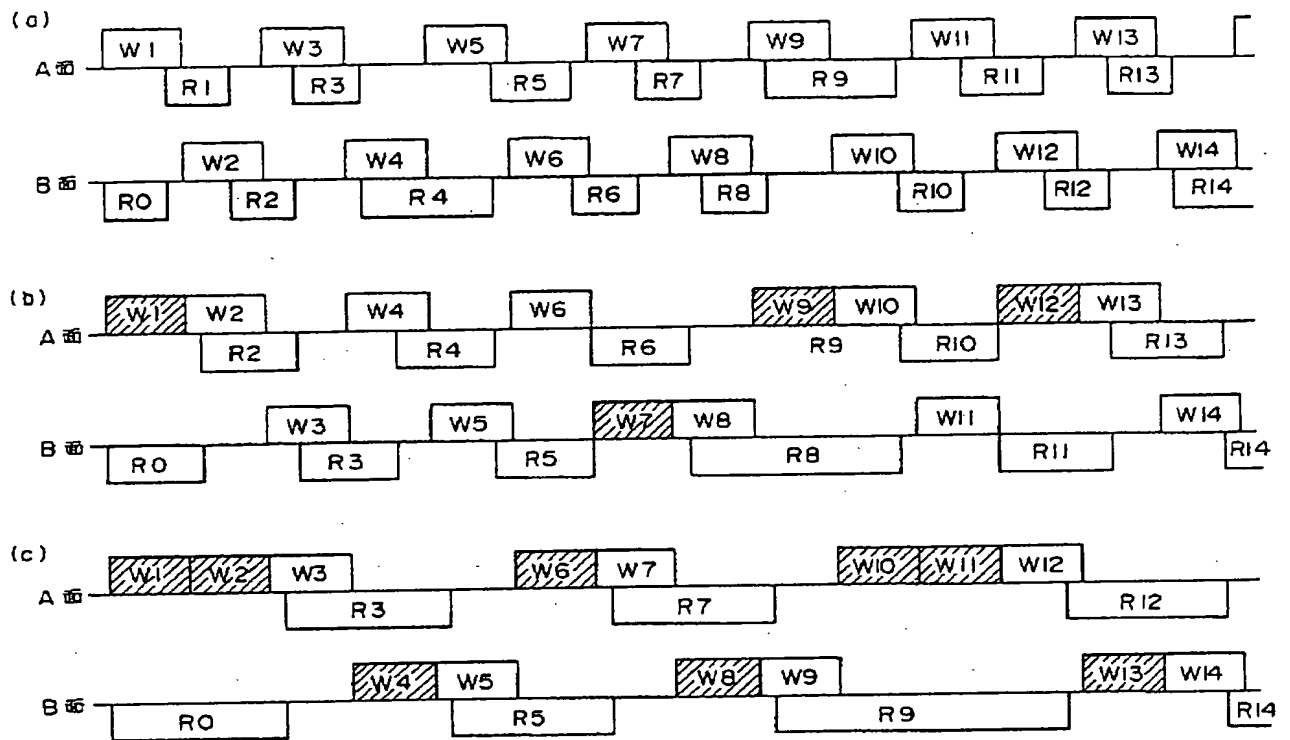 (a)
W1 W3 W5 W7 W9 W11 W13
A面
R1 R3 R5 R7 R9 R11 R13
W2 W4 W6 W8 W10 W12 W14
B面
R0 R2 R4 R6 R8 R10 R12 R14
(b)
W1 W2 W4 W6 W9 W10 W12 W13
A面
R2 R4 R6 R9 R10 R13
W3 W5 W7 W8 W11 W14
B面
R0 R3 R5 R8 R11 R14
(c)
W1 W2 W3 W6 W7 W10 W11 W12
A面
R3 R7 R12
W4 W5 W8 W9 W13 W14
B面
R0 R5 R9 R14